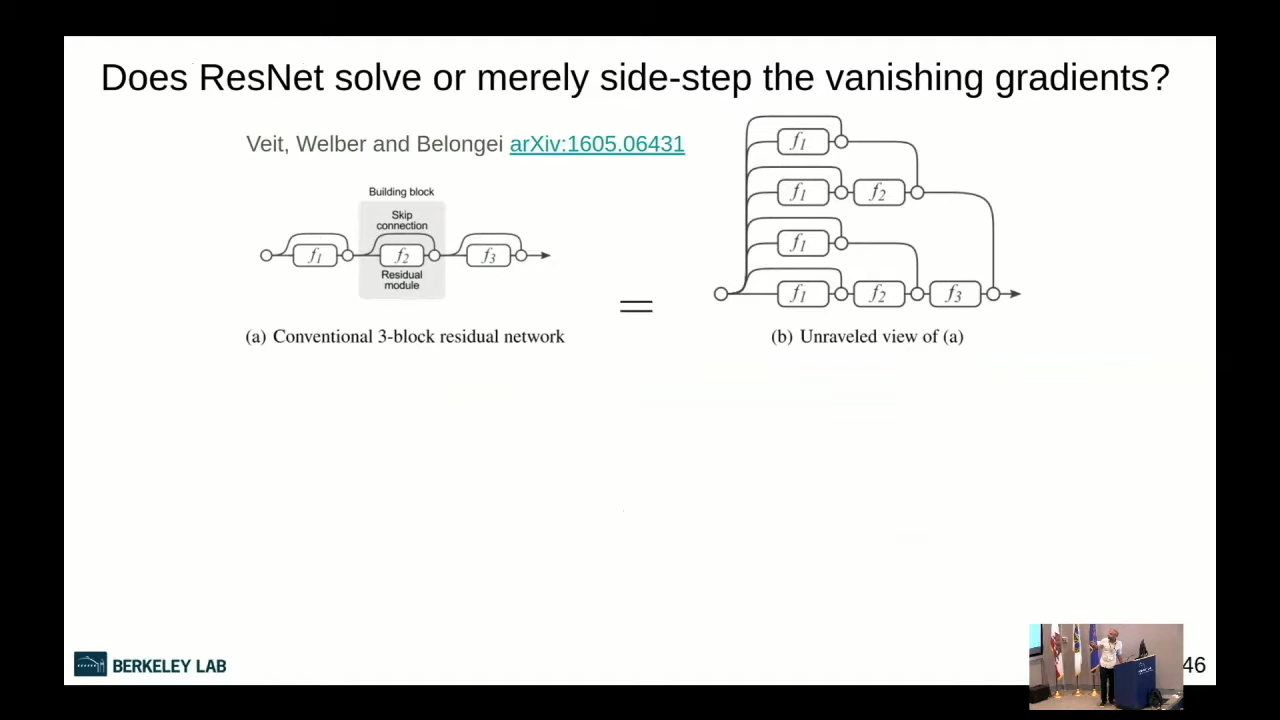 Does ResNet solve or merely side-step the vanishing gradients?
Veit, Welber and Belongei arXiv:1605.06431
Building block
Skip
connection
f1
f2
f3
Residual
module
(a) Conventional 3-block residual network
=
f1
f1
f2
f1
f1
f2
f3
(b) Unraveled view of (a)
BERKELEY LAB
46